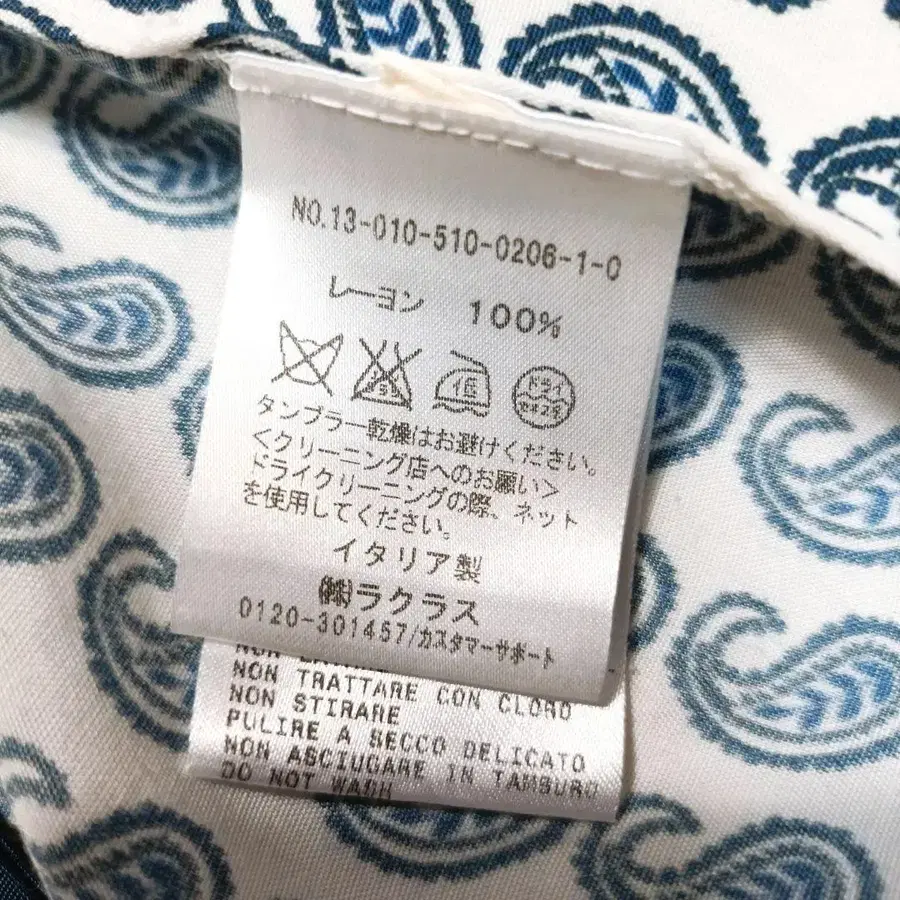 NO.13-010-510-0206-1-0
レーヨン 100%
低 ドライ
タンブラー乾燥はお避けください。
<クリーニング店へのお願い>
ドライクリーニングの際、ネット
を使用してください。
イタリア製
㈱ラクラス
0120-301457/カスタマーサポート
NON
NON TRATTARE CON CLORO
NON STIRARE
PULIRE A SECCO DELICATO
NON ASCIUGARE IN TAMBURO
DO NOT WASH